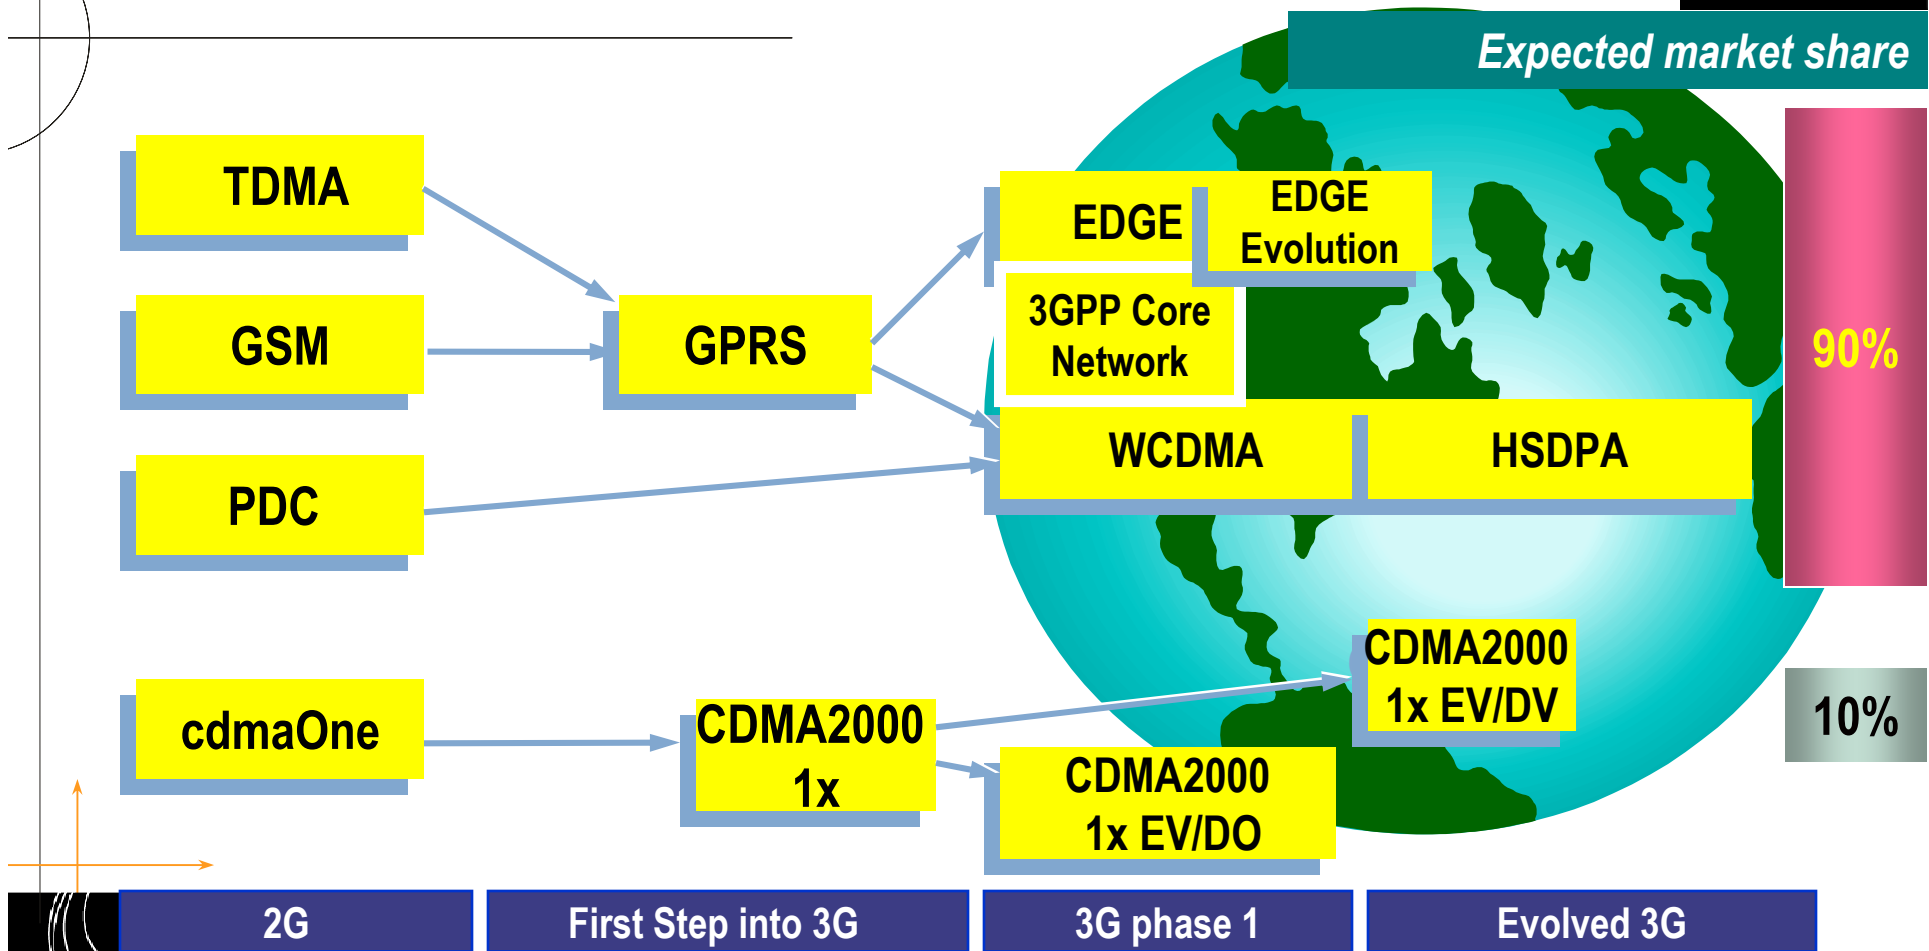 Expected market share
TDMA
GSM
PDC
cdmaOne
GPRS
CDMA2000
1x
EDGE
EDGE
Evolution
3GPP Core
Network
WCDMA
HSDPA
CDMA2000
1x EV/DV
CDMA2000
1x EV/DO
90%
10%
2G
First Step into 3G
3G phase 1
Evolved 3G